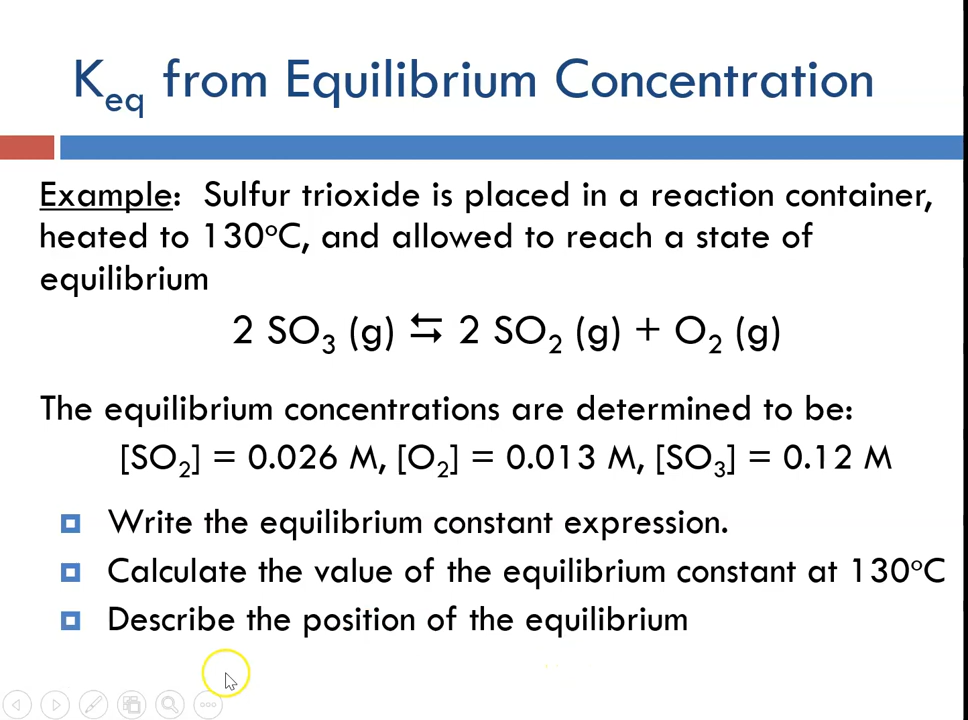 K_eq from Equilibrium Concentration
Example: Sulfur trioxide is placed in a reaction container,
heated to 130°C, and allowed to reach a state of
equilibrium
2 SO₃ (g) ⇆ 2 SO₂ (g) + O₂ (g)
The equilibrium concentrations are determined to be:
[SO₂] = 0.026 M, [O₂] = 0.013 M, [SO₃] = 0.12 M
Write the equilibrium constant expression.
Calculate the value of the equilibrium constant at 130°C
Describe the position of the equilibrium